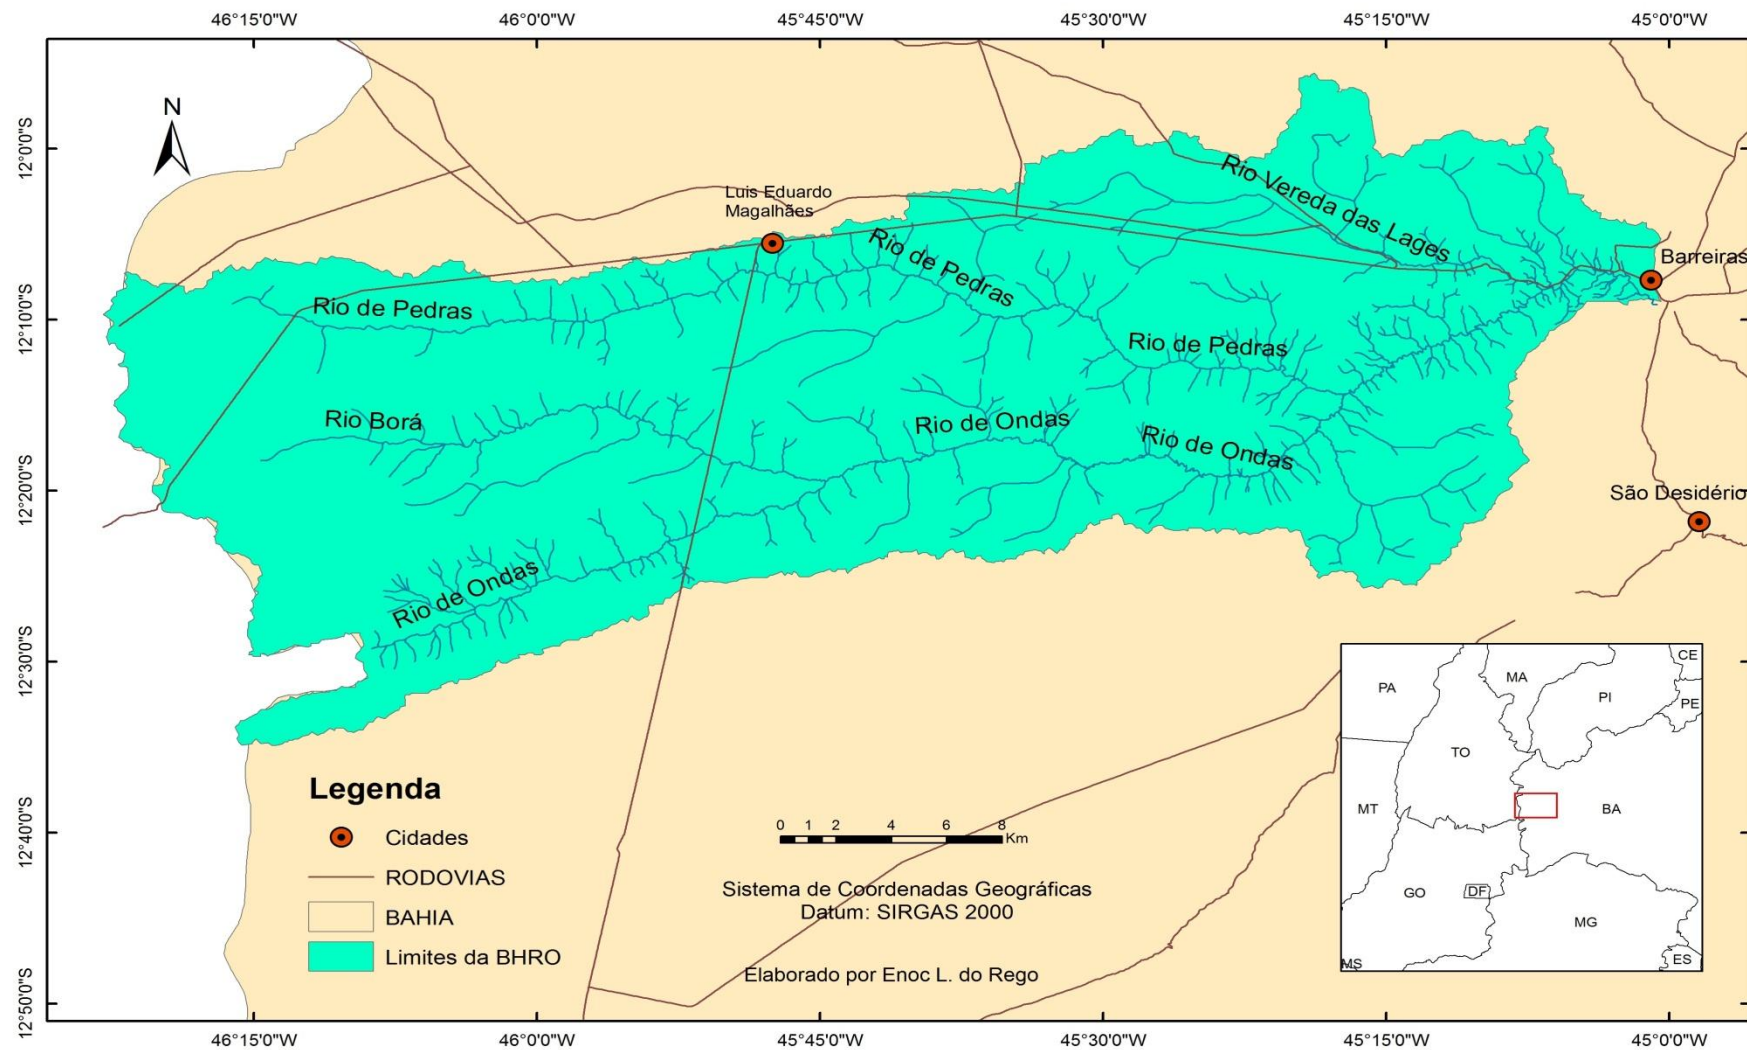 46°15'0"W 46°0'0"W 45°45'0"W 45°30'0"W 45°15'0"W 45°0'0"W
12°0'0"S
12°10'0"S
12°20'0"S
12°30'0"S
12°40'0"S
12°50'0"S
N
Luis Eduardo
Magalhães
Rio Vereda das Lages
Barreiras
Rio de Pedras
Rio de Pedras
Rio de Pedras
Rio Borá
Rio de Ondas
Rio de Ondas
São Desidério
Rio de Ondas
Legenda
Cidades
RODOVIAS
BAHIA
Limites da BHRO
0 1 2 4 6 8
Km
Sistema de Coordenadas Geográficas
Datum: SIRGAS 2000
Elaborado por Enoc L. do Rego
PA
MA
CE
PI
PE
TO
MT
BA
GO
DF
MG
MS
ES
46°15'0"W 46°0'0"W 45°45'0"W 45°30'0"W 45°15'0"W 45°0'0"W